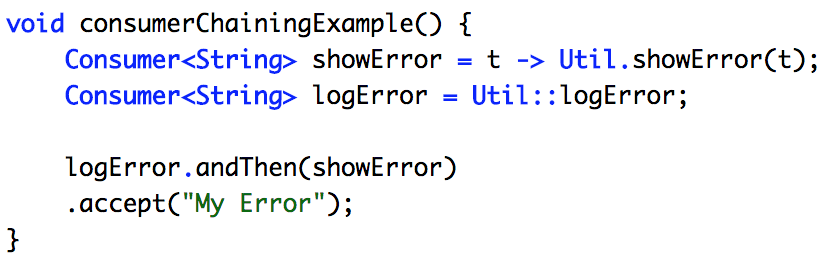 void consumerChainingExample() {
    Consumer<String> showError = t -> Util.showError(t);
    Consumer<String> logError = Util::logError;

    logError.andThen(showError)
    .accept("My Error");
}